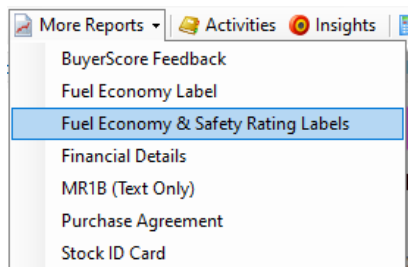 More Reports Activities Insights
BuyerScore Feedback
Fuel Economy Label
Fuel Economy & Safety Rating Labels
Financial Details
MR1B (Text Only)
Purchase Agreement
Stock ID Card